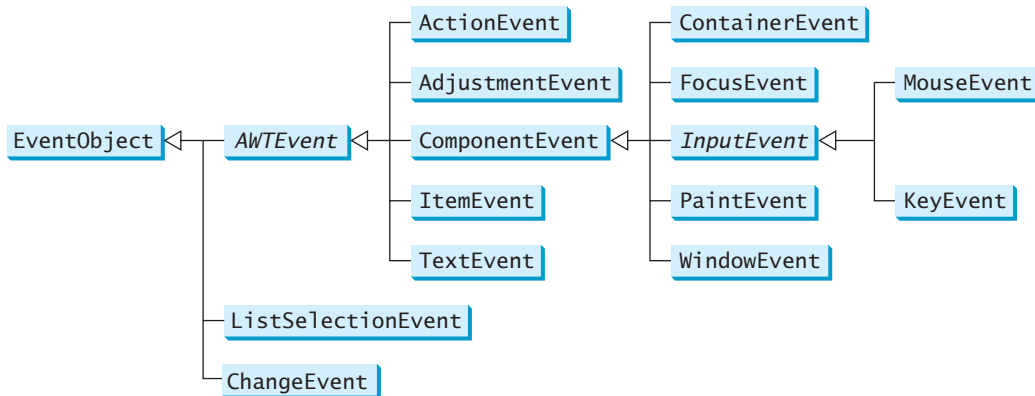 ActionEvent ContainerEvent
AdjustmentEvent FocusEvent MouseEvent
EventObject AWTEvent ComponentEvent InputEvent
ItemEvent PaintEvent KeyEvent
TextEvent WindowEvent
ListSelectionEvent
ChangeEvent